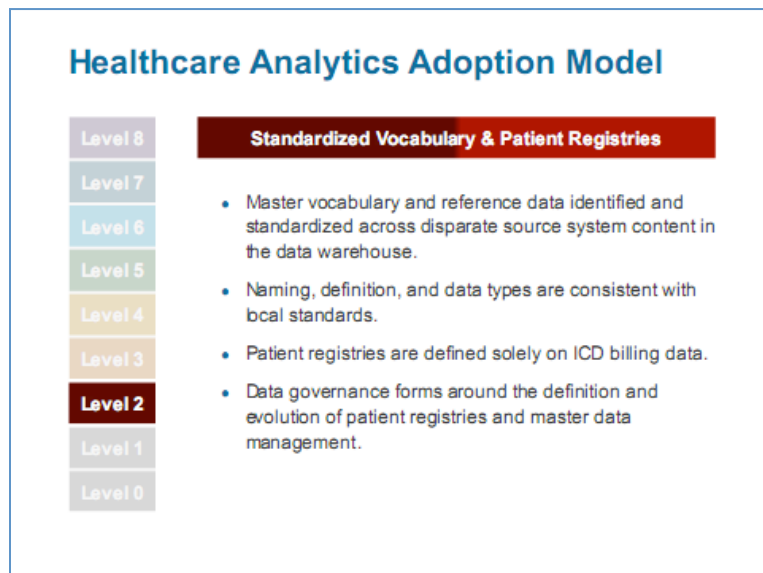 Healthcare Analytics Adoption Model
Level 8
Level 7
Level 6
Level 5
Level 4
Level 3
Level 2
Level 1
Level 0
Standardized Vocabulary & Patient Registries
• Master vocabulary and reference data identified and
standardized across disparate source system content in
the data warehouse.
• Naming, definition, and data types are consistent with
local standards.
• Patient registries are defined solely on ICD billing data.
• Data governance forms around the definition and
evolution of patient registries and master data
management.